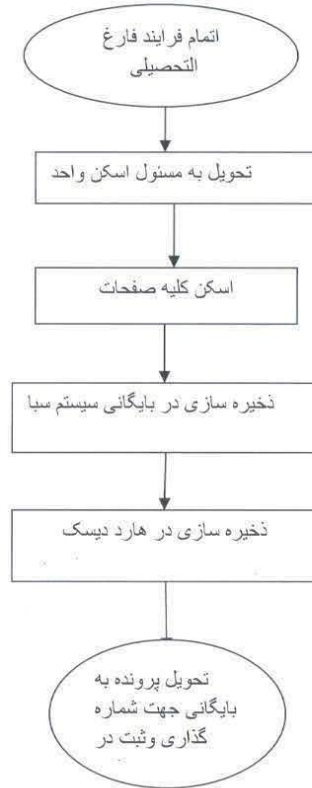 اتمام فرایند فارغ
التحصیلی
تحویل به مسئول اسکن واحد
اسکن کلیه صفحات
ذخیره سازی در بایگانی سیستم سبا
ذخیره سازی در هارد دیسک
تحویل پرونده به
بایگانی جهت شماره
گذاری وثبت در